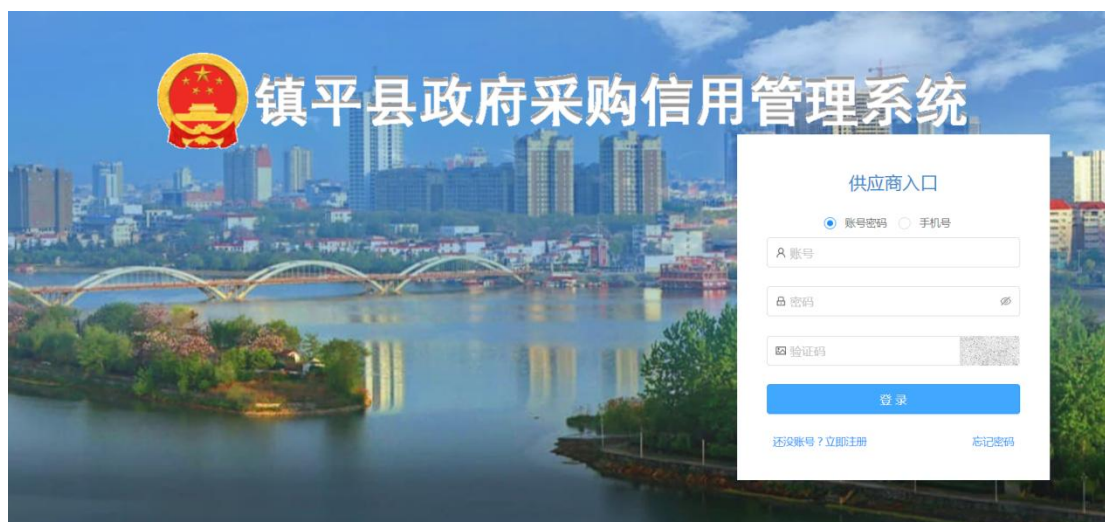 镇平县政府采购信用管理系统
供应商入口
账号密码 手机号
账号
密码
验证码
登 录
还没账号？立即注册 忘记密码